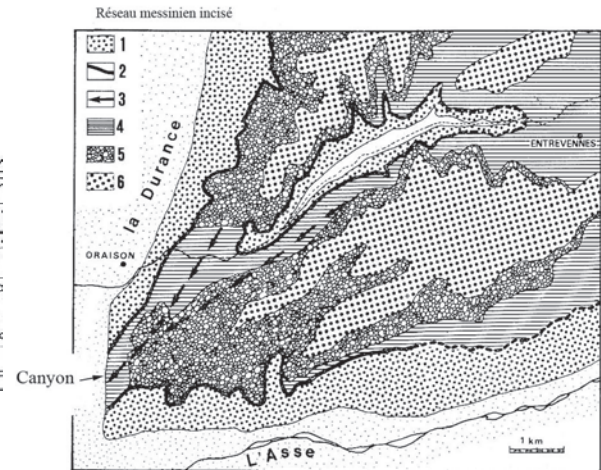 Réseau messinien incisé
1
2
3
4
5
6
la Durance
ENTREVENNES
ORAISON
Canyon
1 km
L'Asse